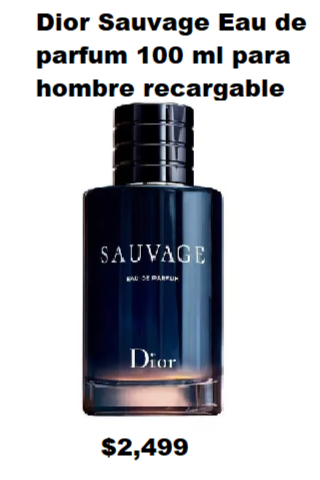 Dior Sauvage Eau de
parfum 100 ml para
hombre recargable
SAUVAGE
EAU DE PARFUM
Dior
$2,499